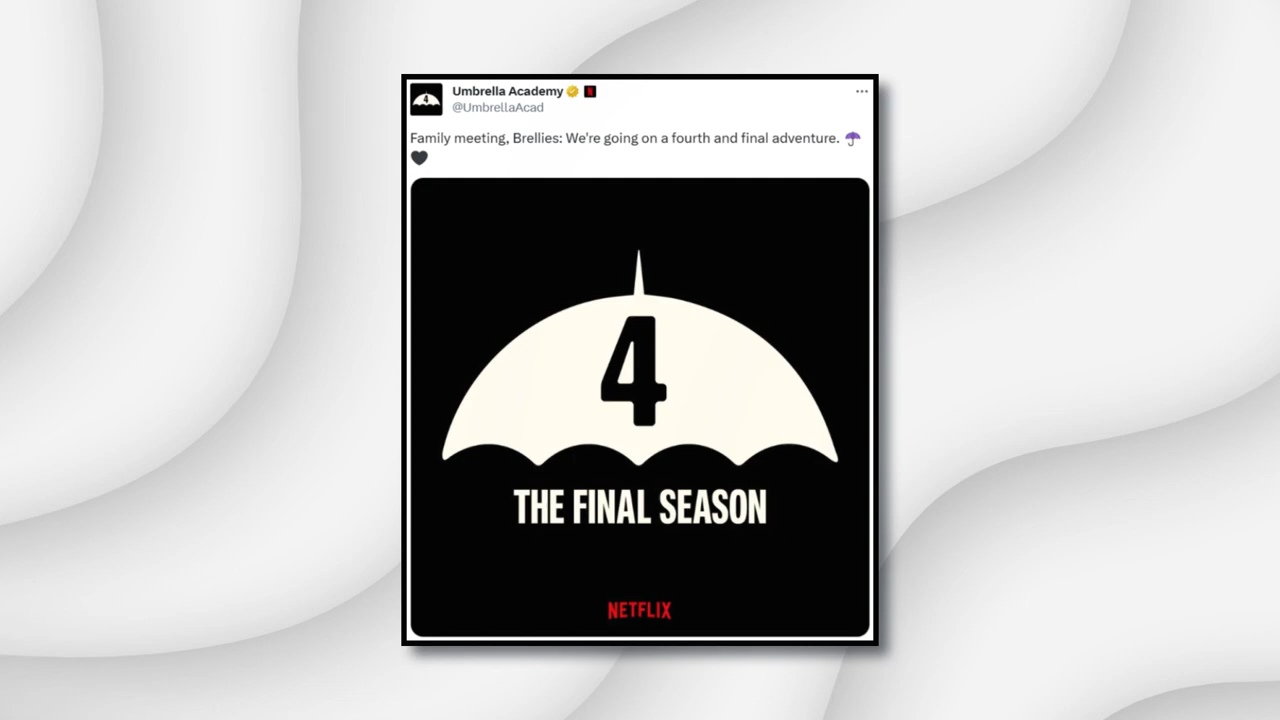 Umbrella Academy
@UmbrellaAcad
Family meeting, Brellies: We're going on a fourth and final adventure. ☂️
🖤
4
THE FINAL SEASON
NETFLIX